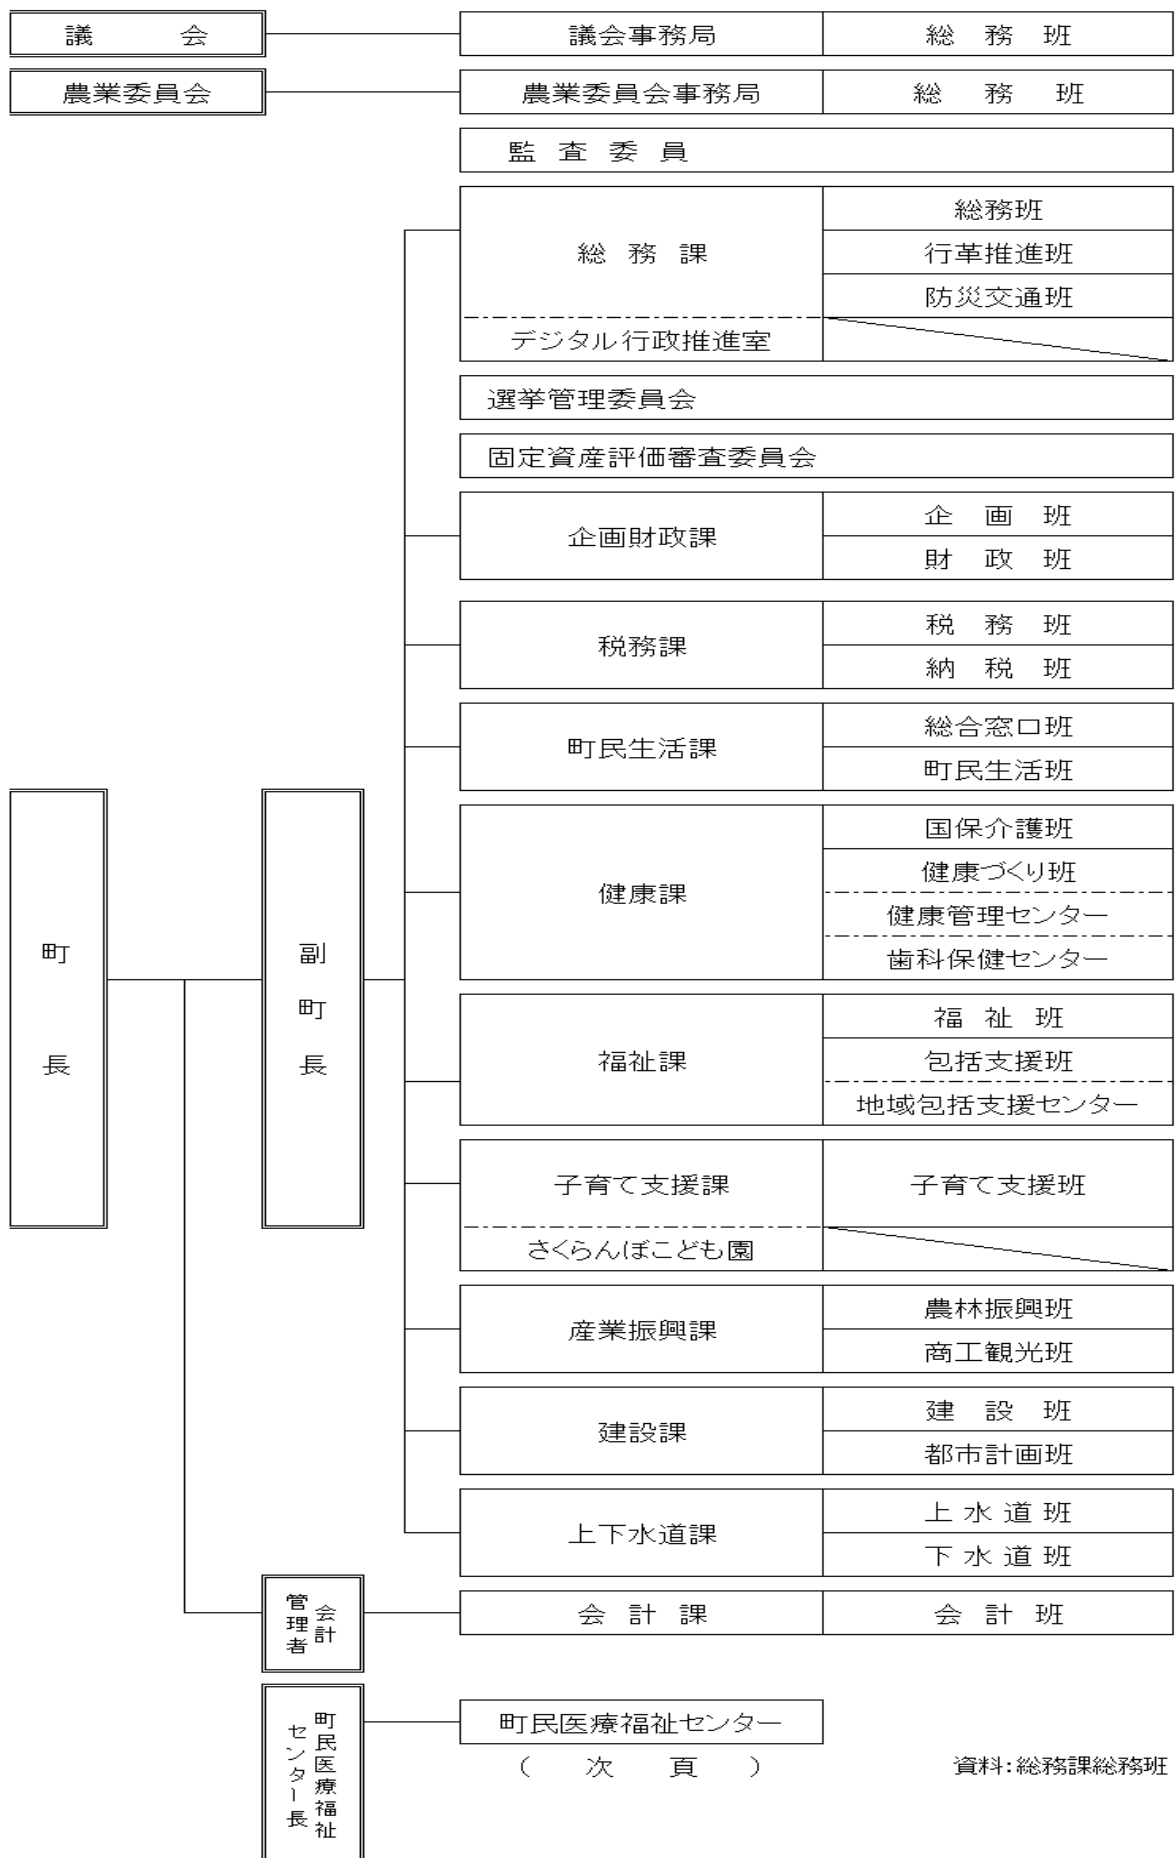 議　会　議会事務局　総務班
農業委員会　農業委員会事務局　総務班
監査委員
総務課　総務班
行革推進班
防災交通班
デジタル行政推進室
選挙管理委員会
固定資産評価審査委員会
企画財政課　企画班
財政班
税務課　税務班
納税班
町民生活課　総合窓口班
町民生活班
町長
副町長
健康課　国保介護班
健康づくり班
健康管理センター
歯科保健センター
福祉課　福祉班
包括支援班
地域包括支援センター
子育て支援課　子育て支援班
さくらんぼこども園
産業振興課　農林振興班
商工観光班
建設課　建設班
都市計画班
上下水道課　上水道班
下水道班
会計
管理者
会計課　会計班
町民医療福祉
センター長
町民医療福祉センター
（　次　頁　）
資料：総務課総務班